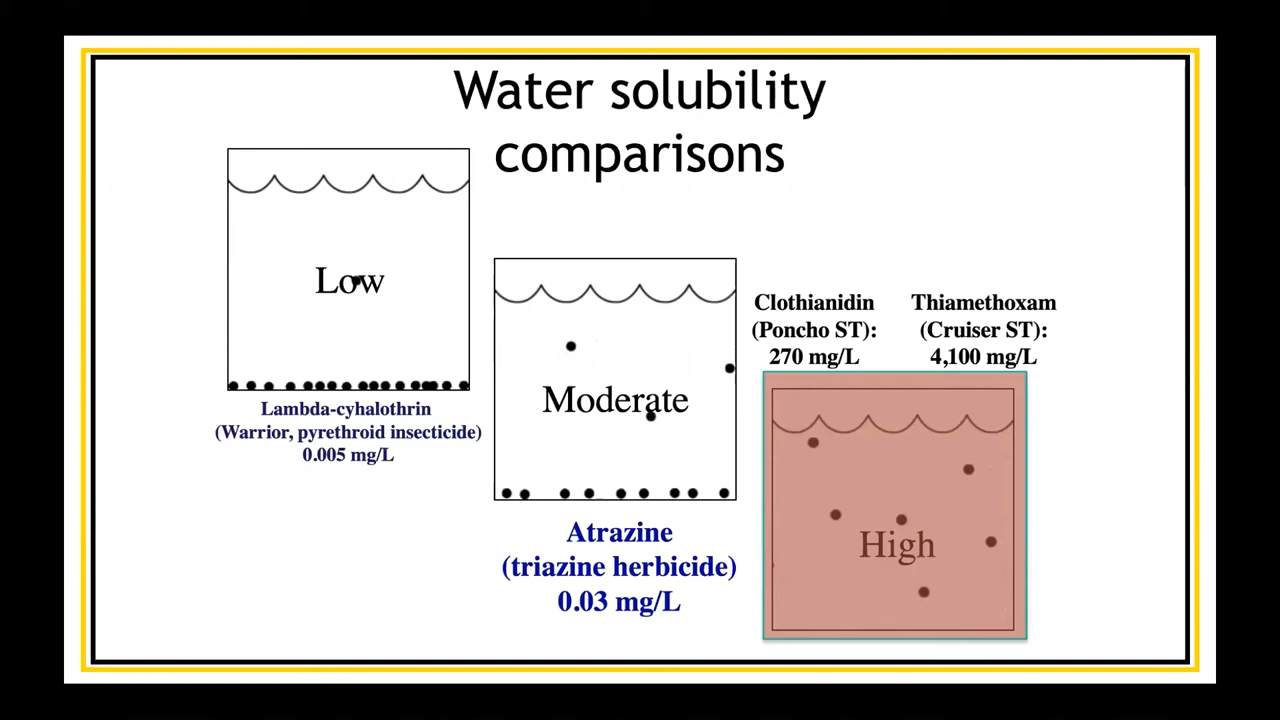 Water solubility
comparisons
Low
Lambda-cyhalothrin
(Warrior, pyrethroid insecticide)
0.005 mg/L
Moderate
Atrazine
(triazine herbicide)
0.03 mg/L
Clothianidin
(Poncho ST):
270 mg/L
Thiamethoxam
(Cruiser ST):
4,100 mg/L
High